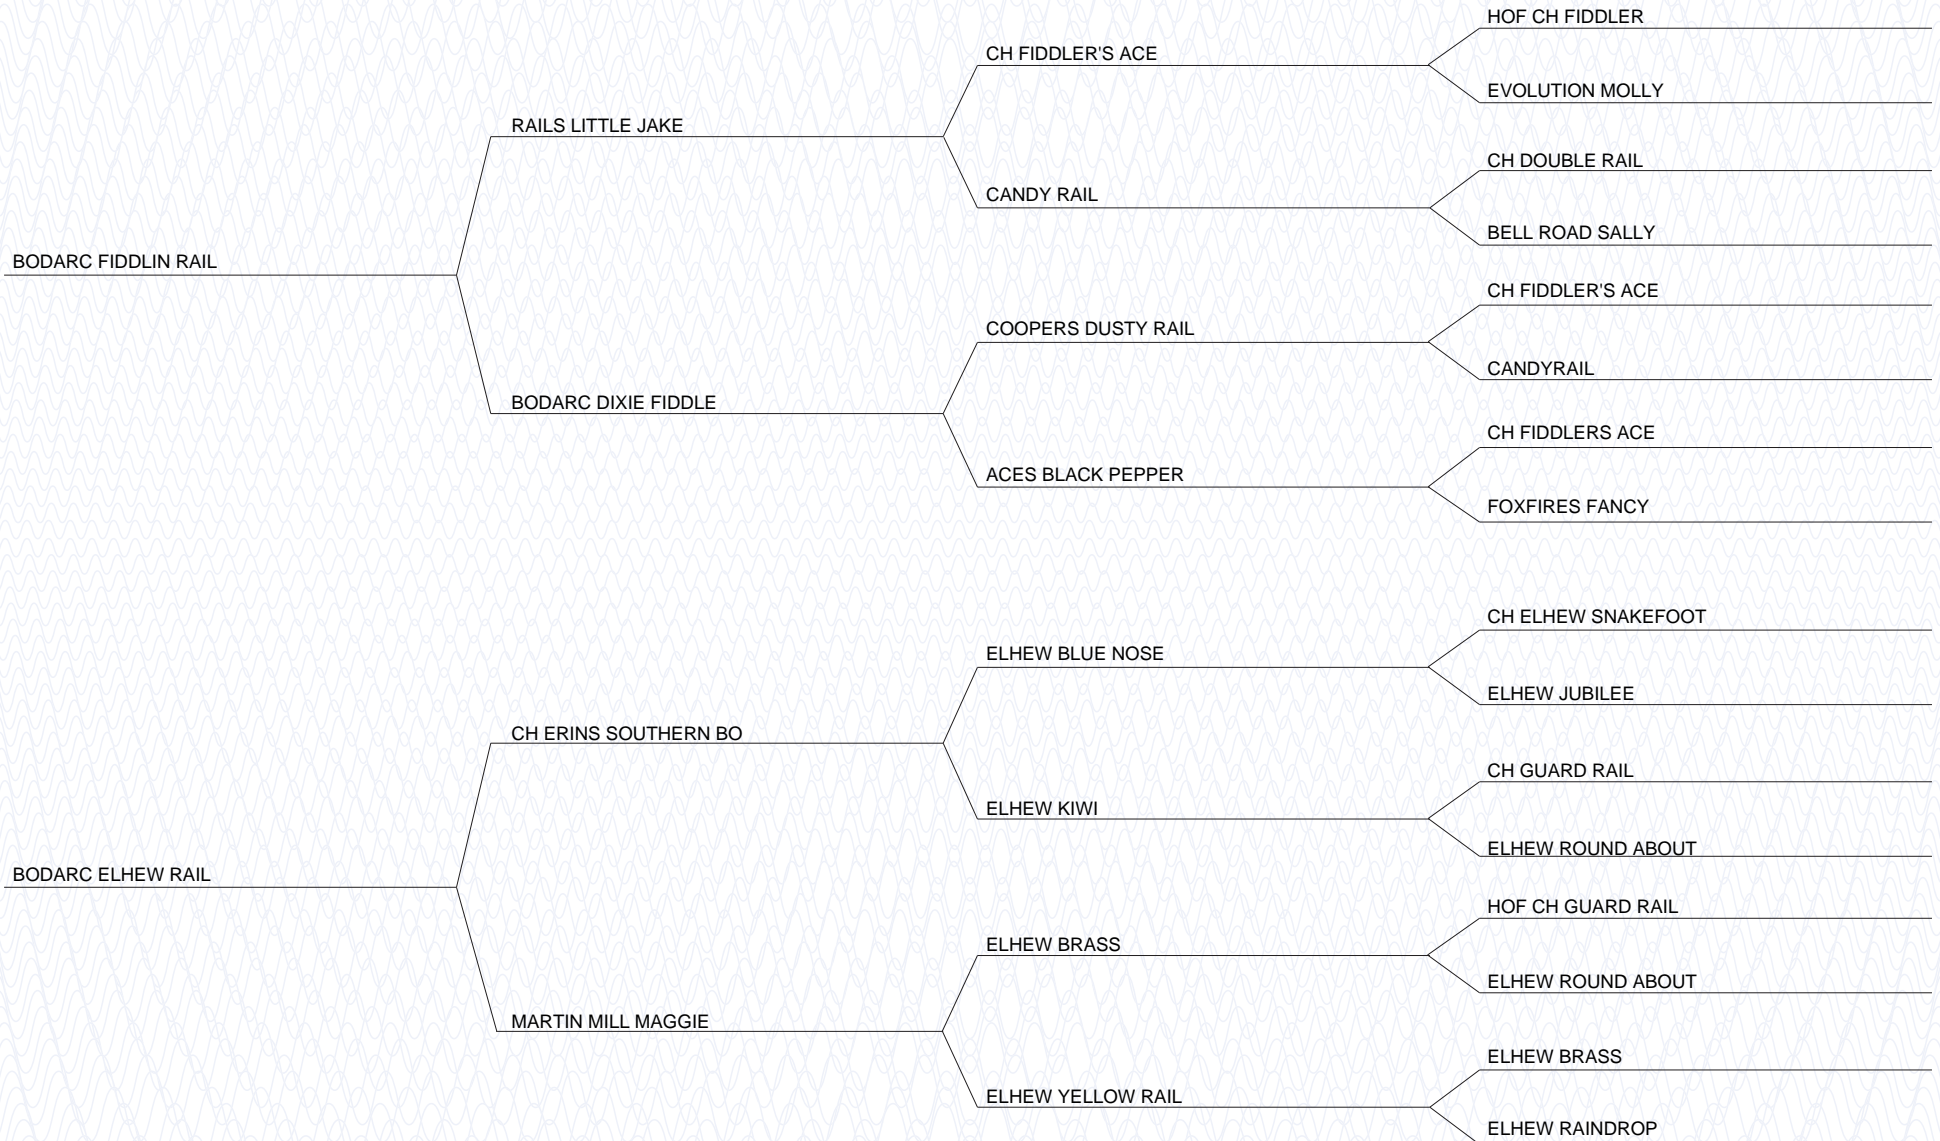 HOF CH FIDDLER
CH FIDDLER'S ACE
EVOLUTION MOLLY
RAILS LITTLE JAKE
CH DOUBLE RAIL
CANDY RAIL
BELL ROAD SALLY
BODARC FIDDLIN RAIL
CH FIDDLER'S ACE
COOPERS DUSTY RAIL
CANDYRAIL
BODARC DIXIE FIDDLE
CH FIDDLERS ACE
ACES BLACK PEPPER
FOXFIRES FANCY
CH ELHEW SNAKEFOOT
ELHEW BLUE NOSE
ELHEW JUBILEE
CH ERINS SOUTHERN BO
CH GUARD RAIL
ELHEW KIWI
ELHEW ROUND ABOUT
BODARC ELHEW RAIL
HOF CH GUARD RAIL
ELHEW BRASS
ELHEW ROUND ABOUT
MARTIN MILL MAGGIE
ELHEW BRASS
ELHEW YELLOW RAIL
ELHEW RAINDROP